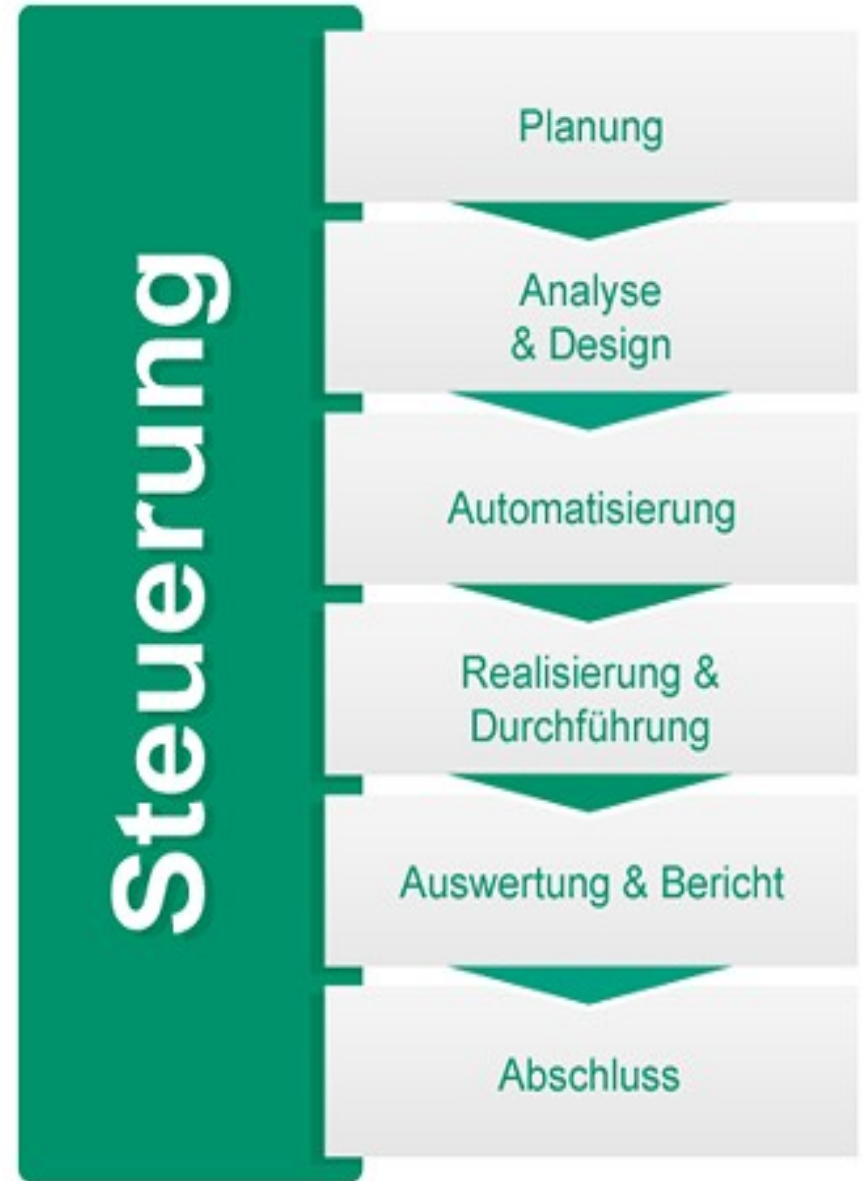 Steuerung
Planung
Analyse
& Design
Automatisierung
Realisierung &
Durchführung
Auswertung & Bericht
Abschluss